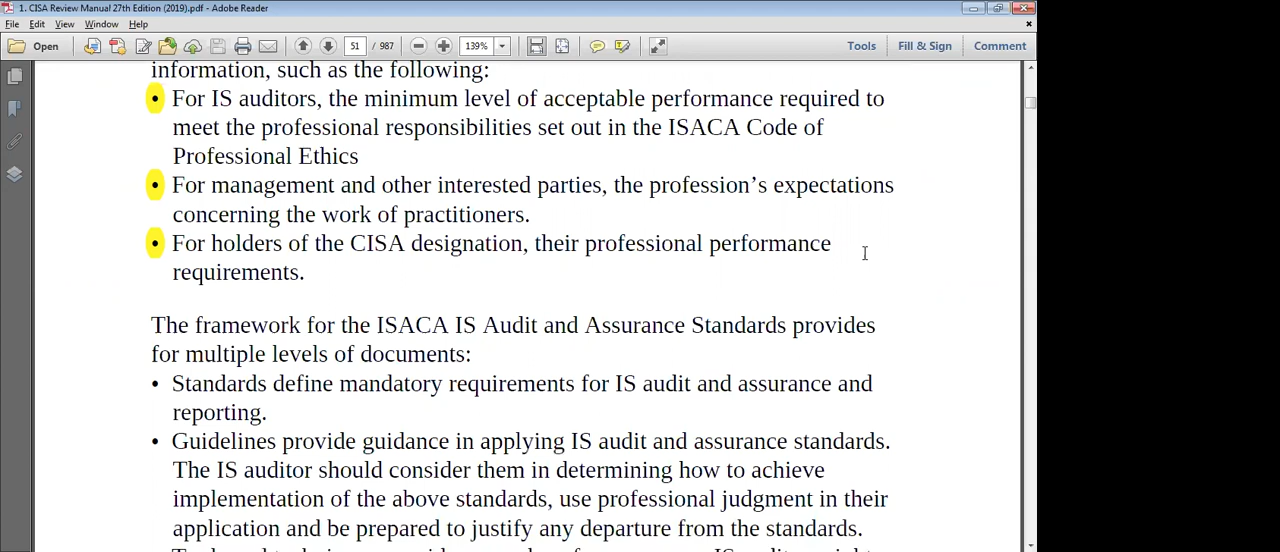 1. CISA Review Manual 27th Edition (2019).pdf - Adobe Reader
File Edit View Window Help
Open 51 / 987 139% Tools Fill & Sign Comment
information, such as the following:
• For IS auditors, the minimum level of acceptable performance required to
meet the professional responsibilities set out in the ISACA Code of
Professional Ethics
• For management and other interested parties, the profession’s expectations
concerning the work of practitioners.
• For holders of the CISA designation, their professional performance
requirements.
The framework for the ISACA IS Audit and Assurance Standards provides
for multiple levels of documents:
• Standards define mandatory requirements for IS audit and assurance and
reporting.
• Guidelines provide guidance in applying IS audit and assurance standards.
The IS auditor should consider them in determining how to achieve
implementation of the above standards, use professional judgment in their
application and be prepared to justify any departure from the standards.